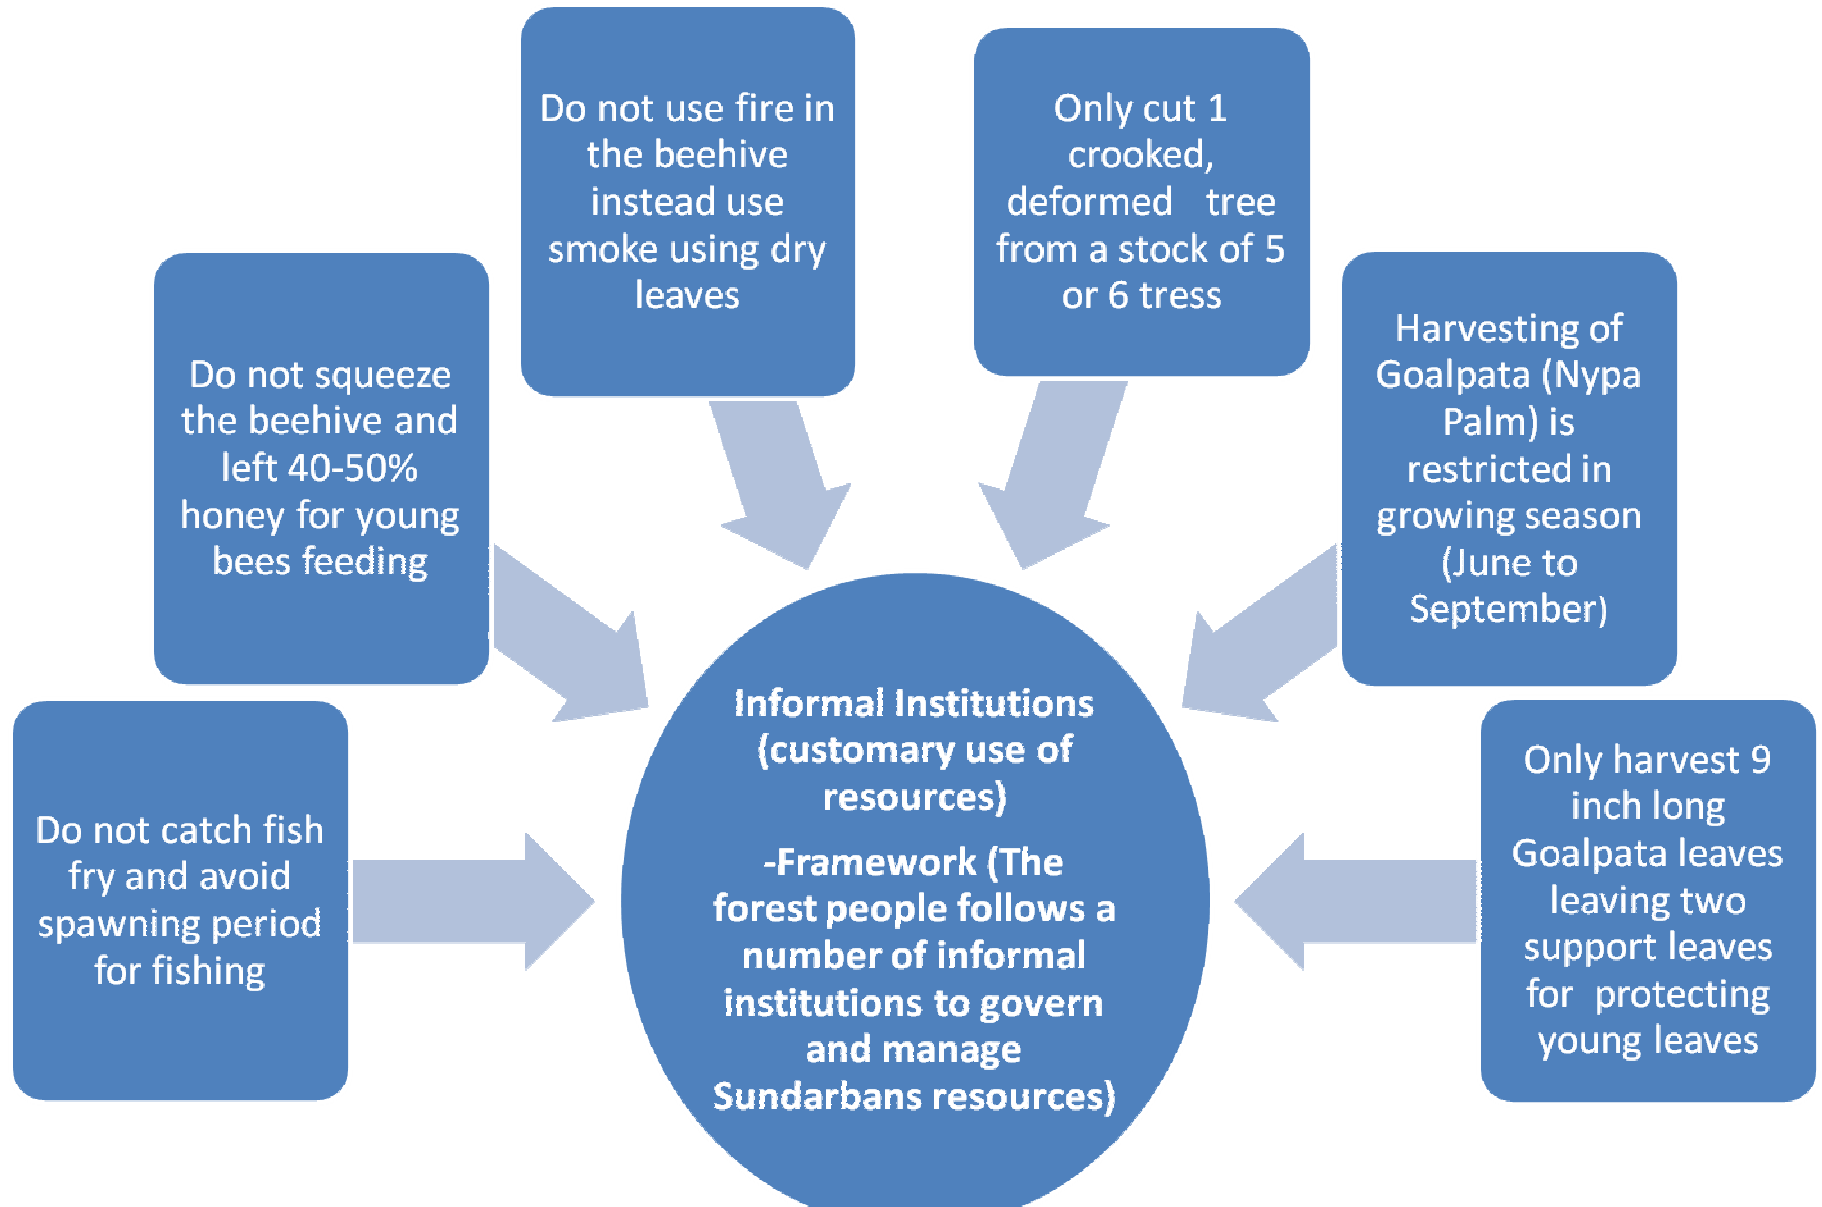 Do not use fire in
the beehive
instead use
smoke using dry
leaves
Only cut 1
crooked,
deformed tree
from a stock of 5
or 6 tress
Do not squeeze
the beehive and
left 40-50%
honey for young
bees feeding
Harvesting of
Goalpata (Nypa
Palm) is
restricted in
growing season
(June to
September)
Do not catch fish
fry and avoid
spawning period
for fishing
Informal Institutions
(customary use of
resources)
-Framework (The
forest people follows a
number of informal
institutions to govern
and manage
Sundarbans resources)
Only harvest 9
inch long
Goalpata leaves
leaving two
support leaves
for protecting
young leaves